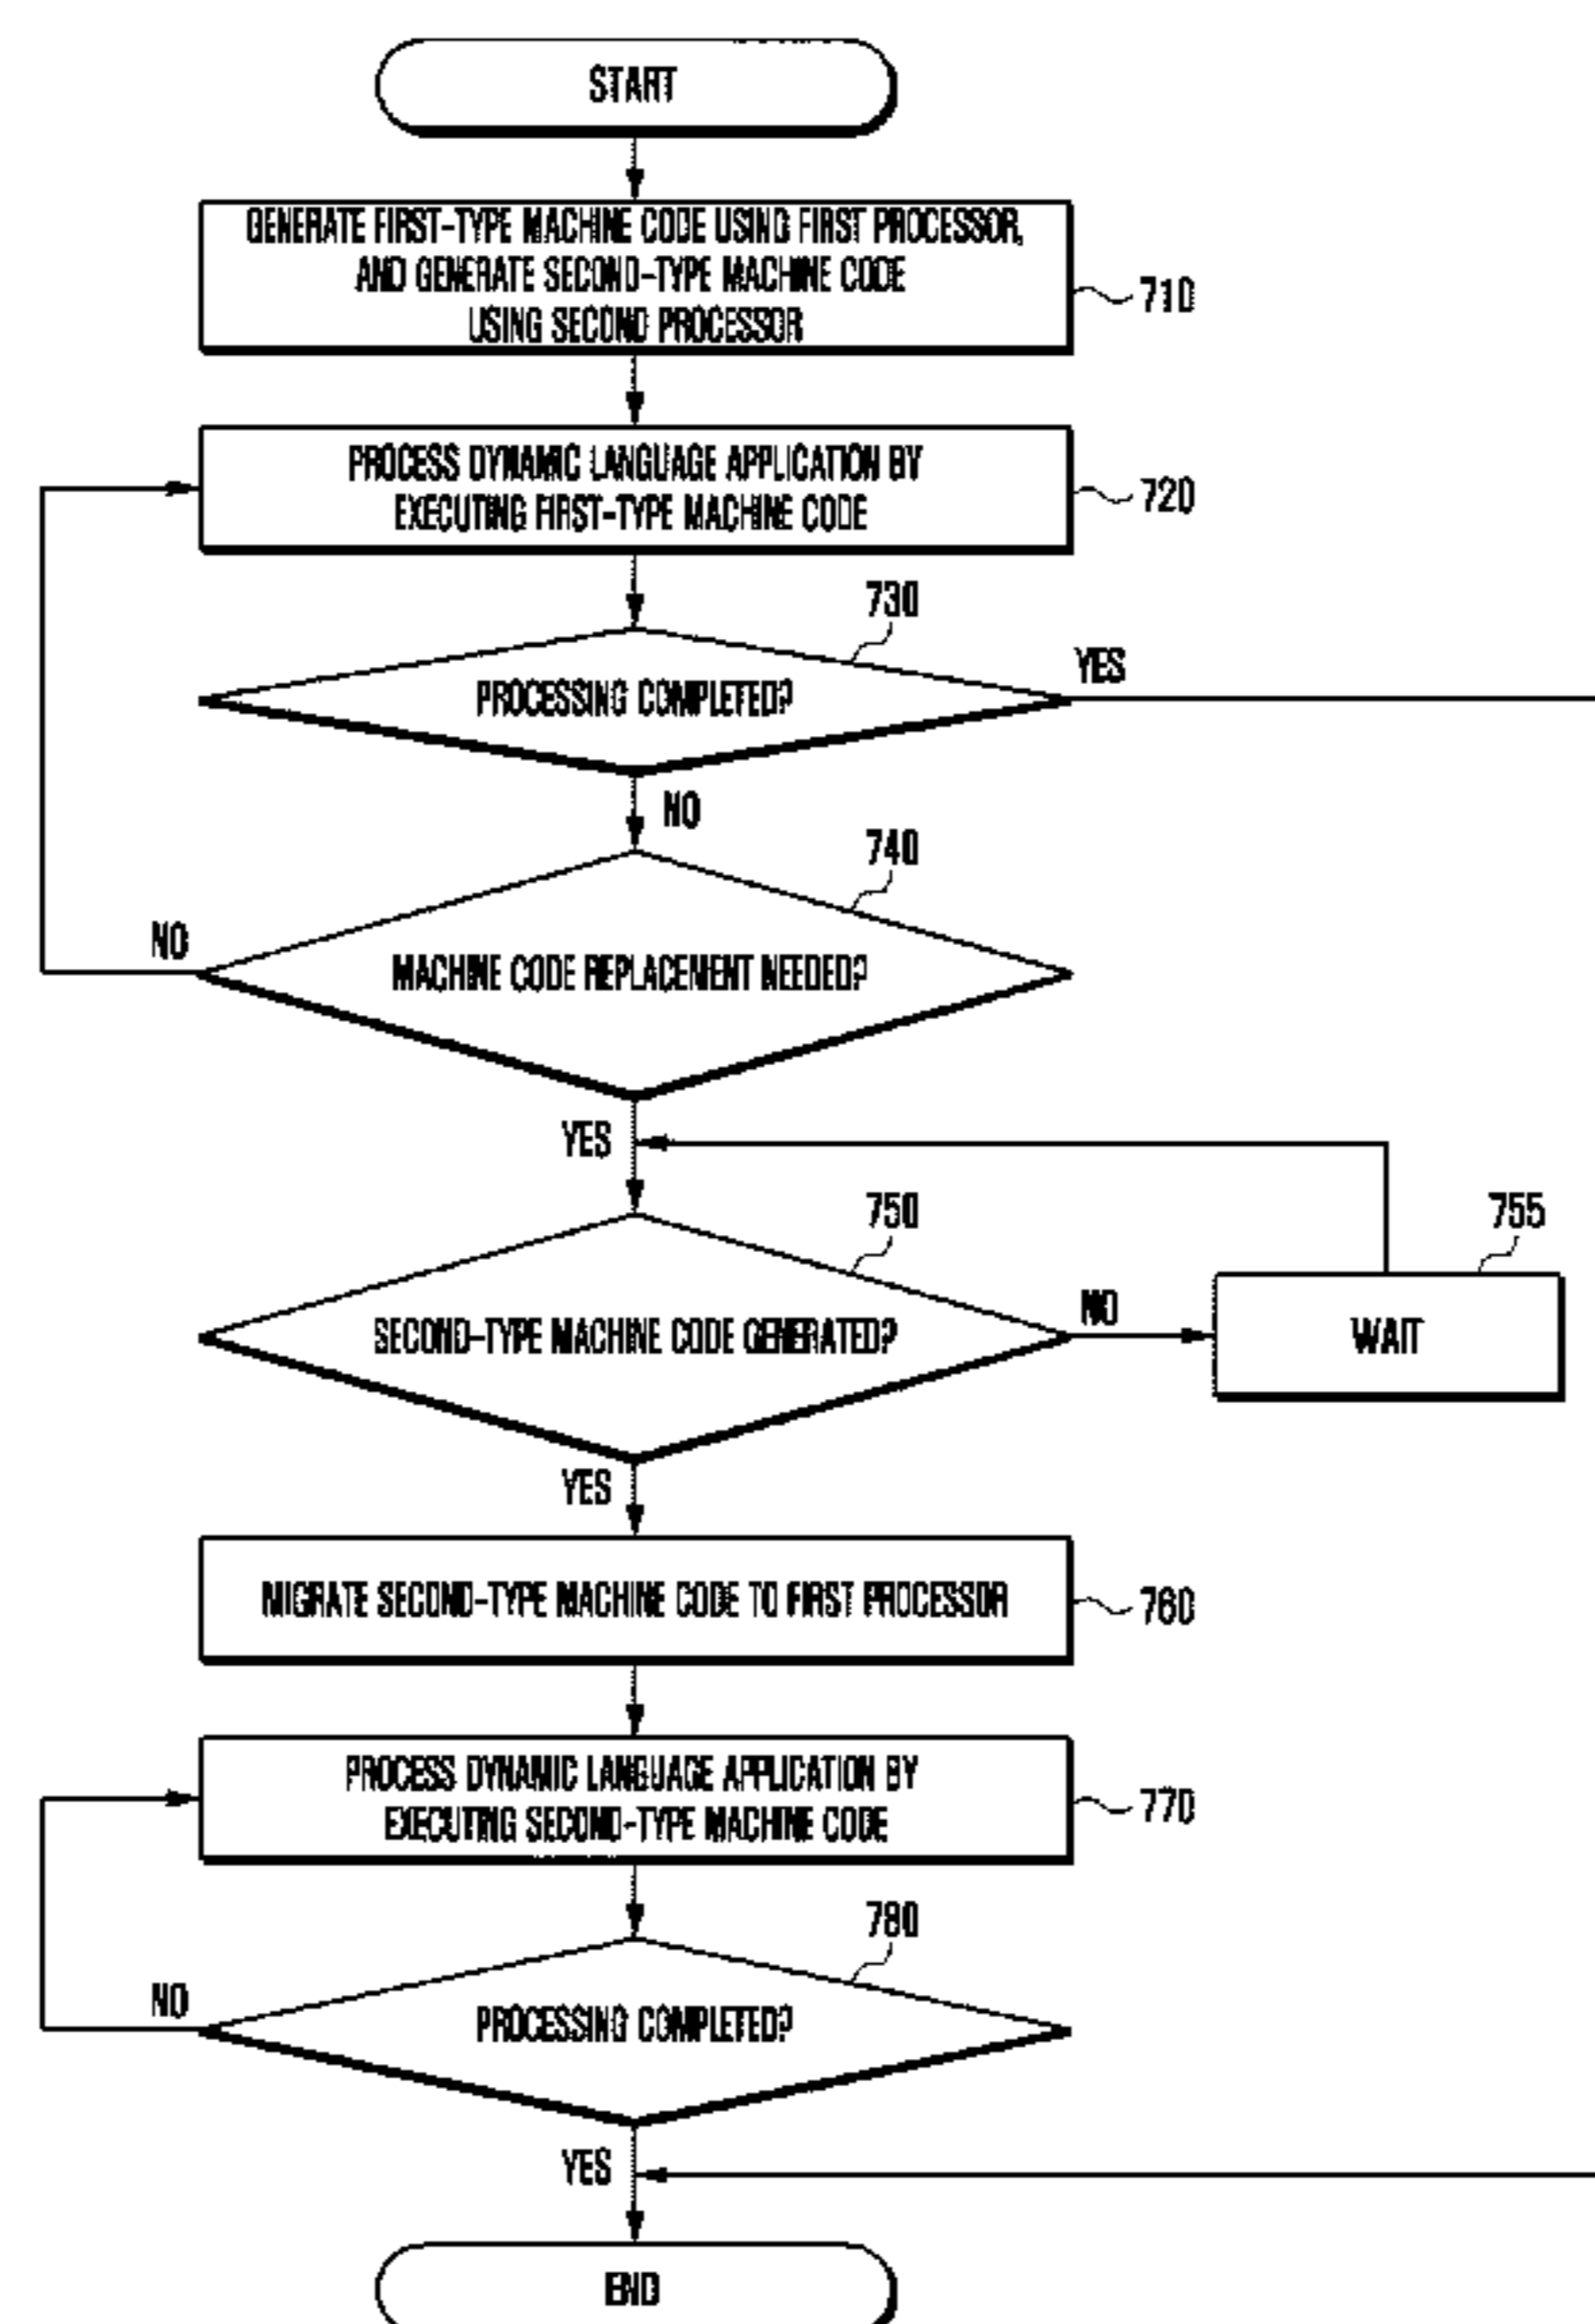 START
GENERATE FIRST-TYPE MACHINE CODE USING FIRST PROCESSOR,
AND GENERATE SECOND-TYPE MACHINE CODE
USING SECOND PROCESSOR
710
PROCESS DYNAMIC LANGUAGE APPLICATION BY
EXECUTING FIRST-TYPE MACHINE CODE
720
730
YES
PROCESSING COMPLETED?
NO
740
NO
MACHINE CODE REPLACEMENT NEEDED?
YES
750
755
SECOND-TYPE MACHINE CODE GENERATED?
NO
WAIT
YES
MIGRATE SECOND-TYPE MACHINE CODE TO FIRST PROCESSOR
760
PROCESS DYNAMIC LANGUAGE APPLICATION BY
EXECUTING SECOND-TYPE MACHINE CODE
770
780
NO
PROCESSING COMPLETED?
YES
END